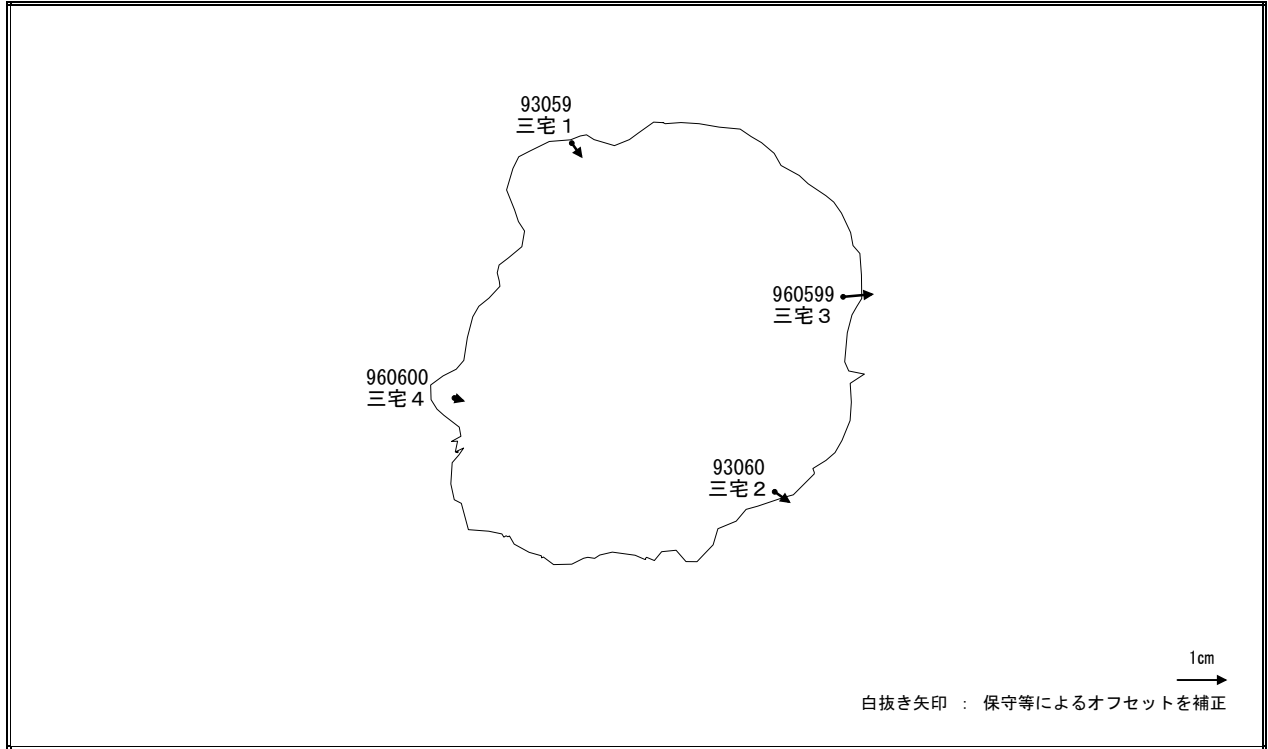 93059
三宅１
960599
三宅３
960600
三宅４
93060
三宅２
1cm
白抜き矢印 ： 保守等によるオフセットを補正